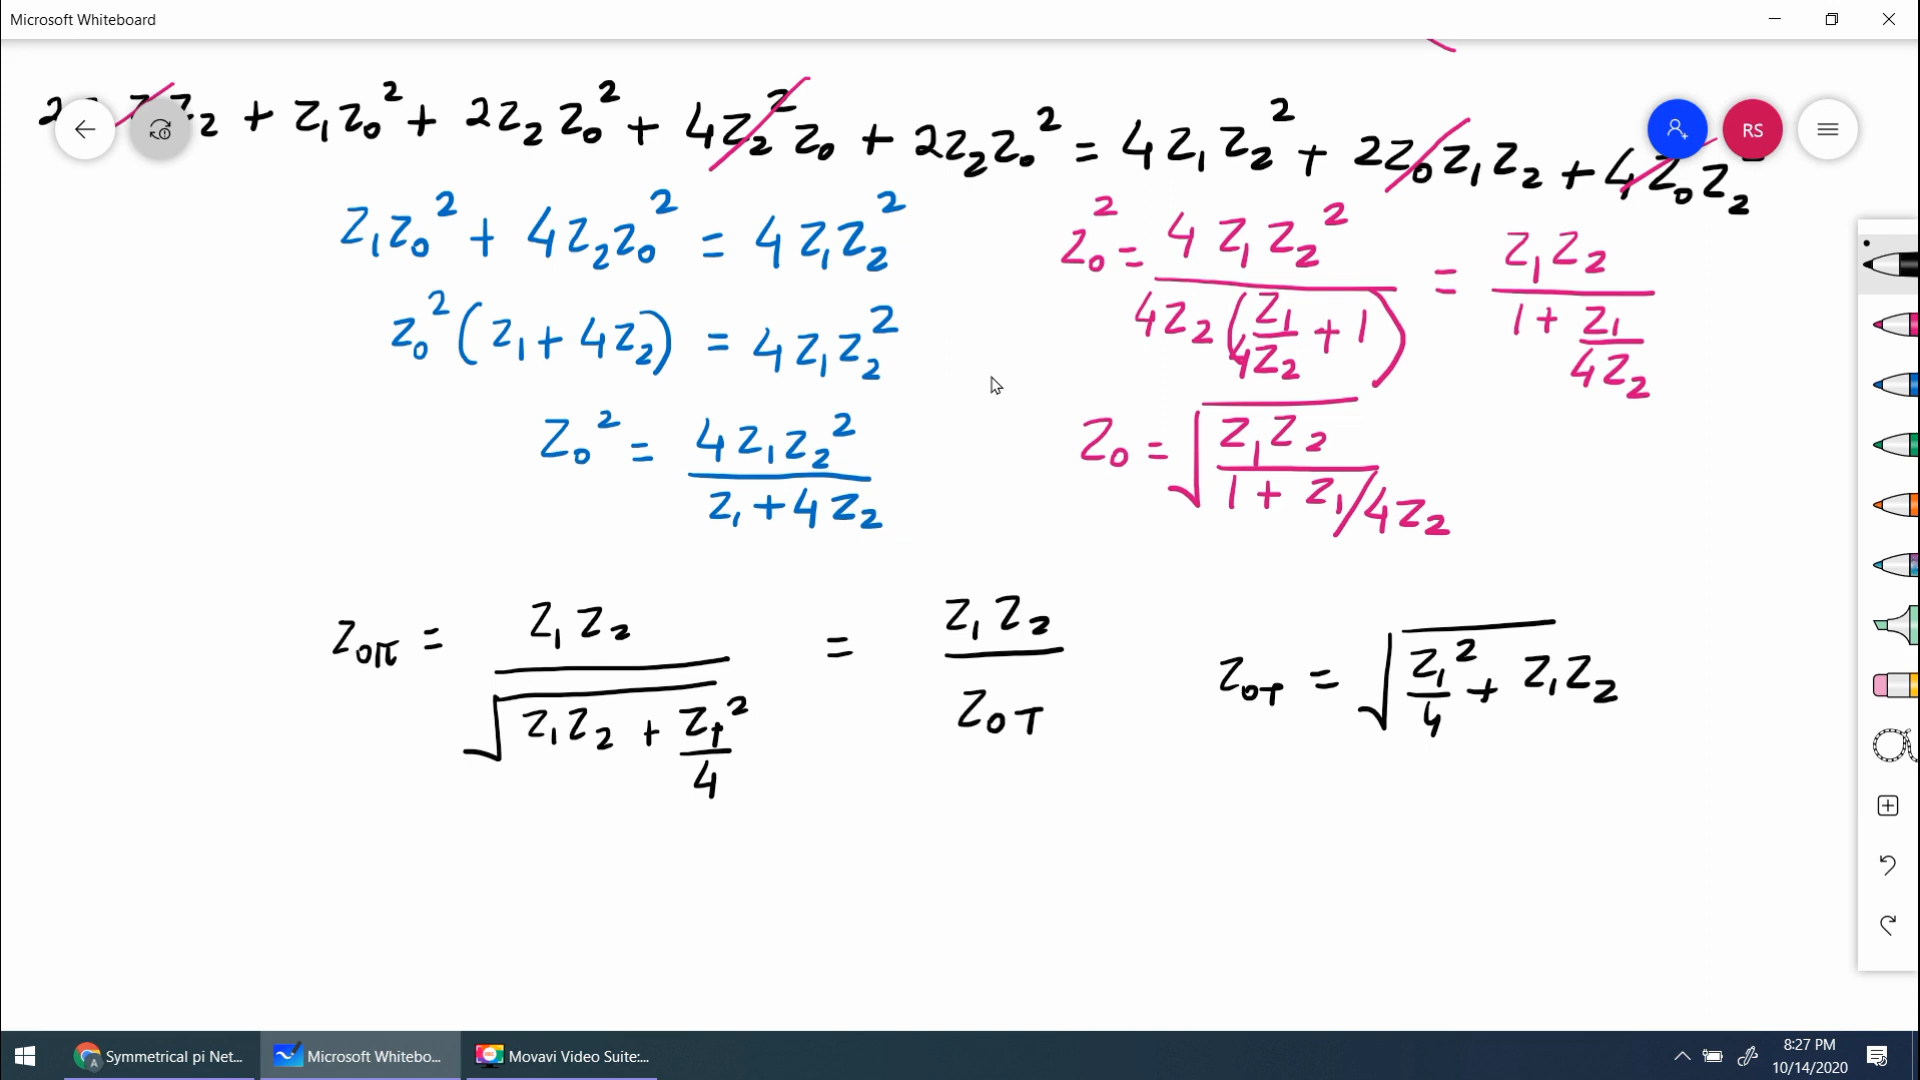 Microsoft Whiteboard
2 z₂ + z₁z₀² + 2z₂z₀² + 4z₂²z₀ + 2z₂z₀² = 4z₁z₂² + 2z₀z₁z₂ + 4z₀z₂
RS
z₁z₀² + 4z₂z₀² = 4z₁z₂²
z₀²(z₁ + 4z₂) = 4z₁z₂²
z₀² = 4z₁z₂² / z₁ + 4z₂
z₀² = 4z₁z₂² / 4z₂(z₁/4z₂ + 1) = z₁z₂ / 1 + z₁/4z₂
z₀ = √(z₁z₂ / 1 + z₁/4z₂)
z₀π = z₁z₂ / √(z₁z₂ + z₁²/4) = z₁z₂ / z₀T
z₀T = √(z₁²/4 + z₁z₂)
Symmetrical pi Net...
Microsoft Whitebo...
Movavi Video Suite:...
8:27 PM
10/14/2020